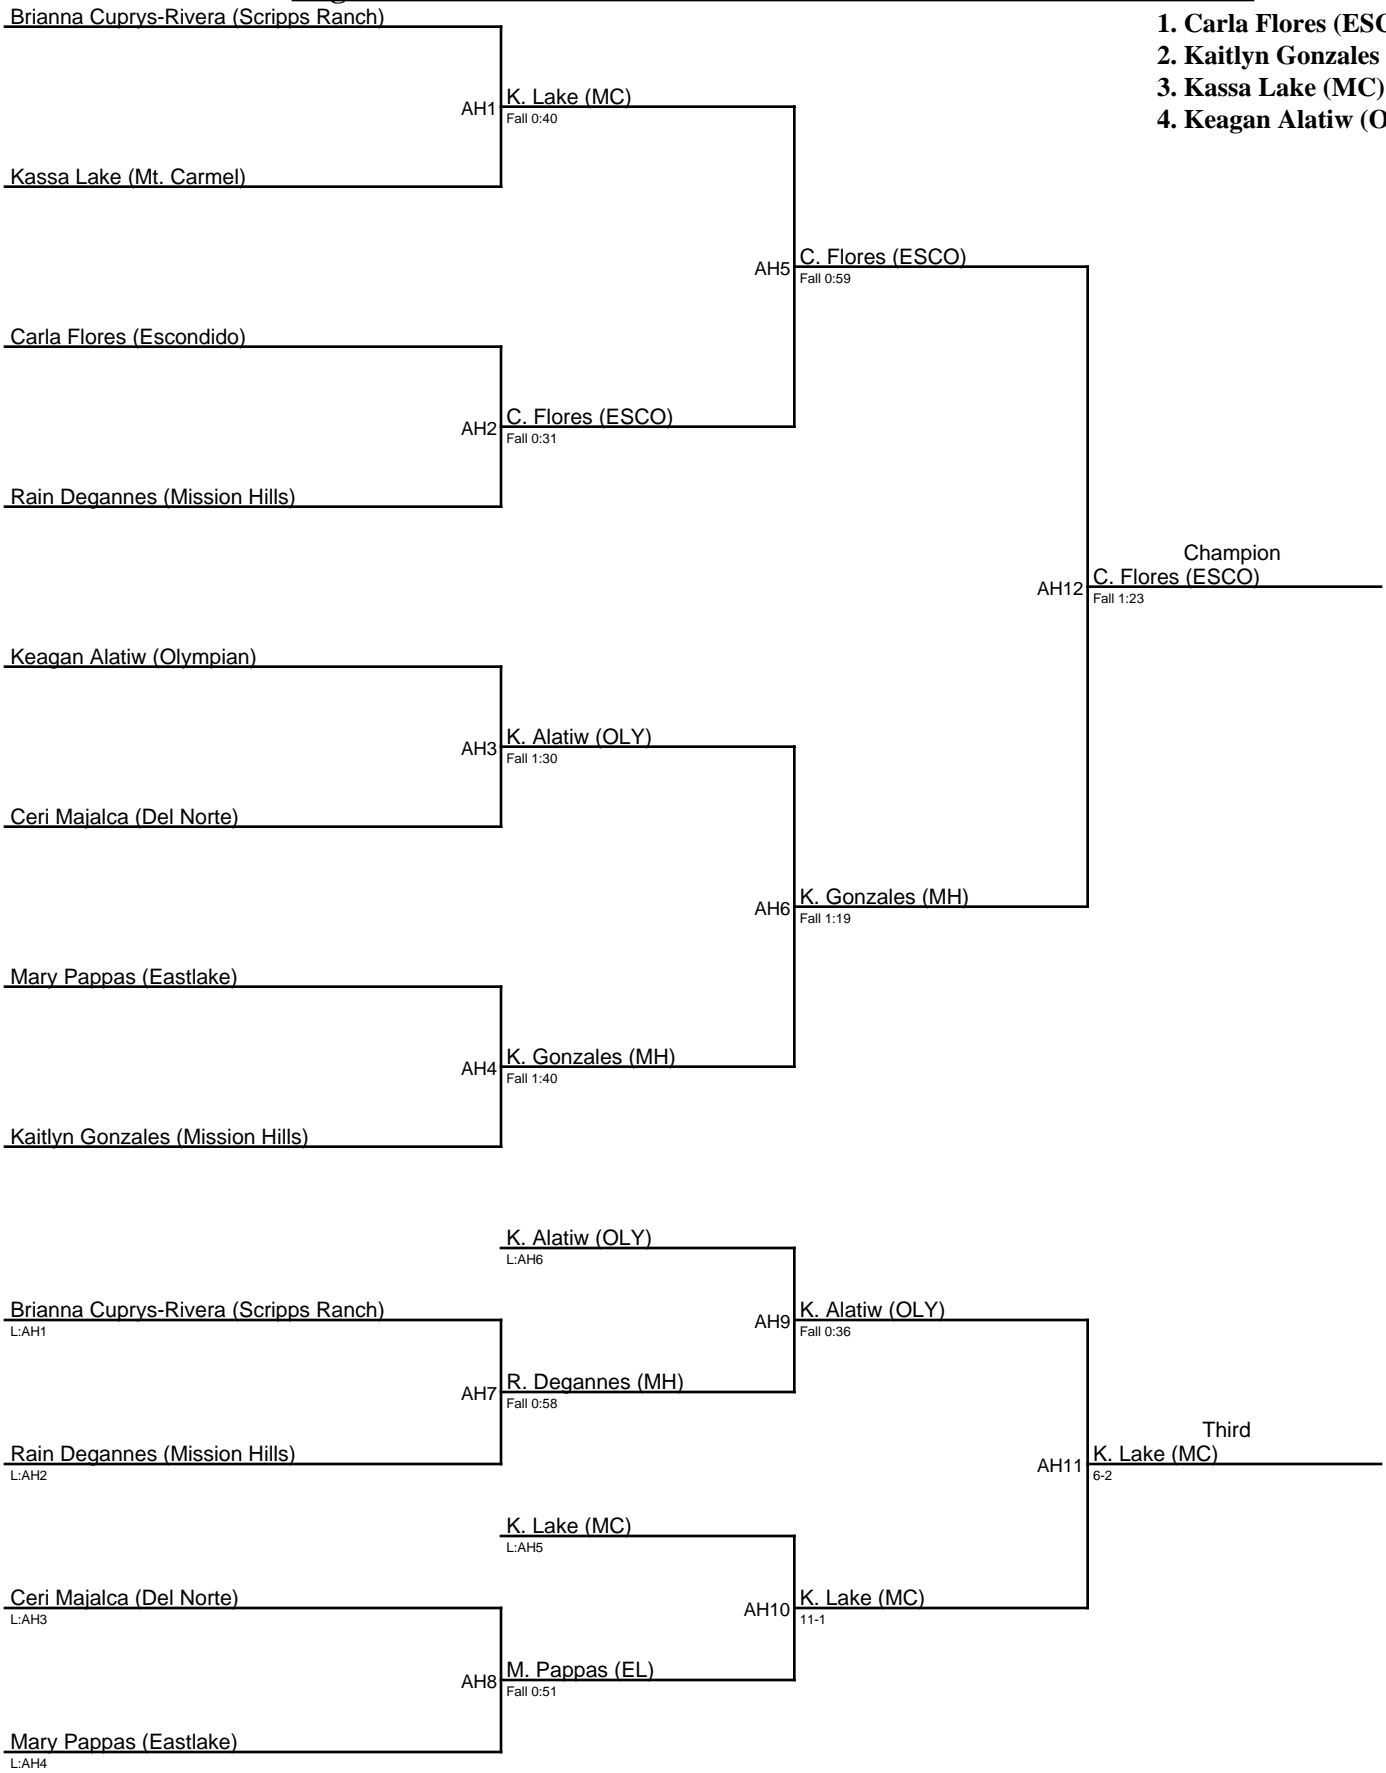 Brianna Cuprys-Rivera (Scripps Ranch)
1. Carla Flores (ESC
2. Kaitlyn Gonzales
3. Kassa Lake (MC)
4. Keagan Alatiw (O
AH1
K. Lake (MC)
Fall 0:40
Kassa Lake (Mt. Carmel)
AH5
C. Flores (ESCO)
Fall 0:59
Carla Flores (Escondido)
AH2
C. Flores (ESCO)
Fall 0:31
Rain Degannes (Mission Hills)
Champion
AH12
C. Flores (ESCO)
Fall 1:23
Keagan Alatiw (Olympian)
AH3
K. Alatiw (OLY)
Fall 1:30
Ceri Majalca (Del Norte)
AH6
K. Gonzales (MH)
Fall 1:19
Mary Pappas (Eastlake)
AH4
K. Gonzales (MH)
Fall 1:40
Kaitlyn Gonzales (Mission Hills)
K. Alatiw (OLY)
L:AH6
Brianna Cuprys-Rivera (Scripps Ranch)
L:AH1
AH9
K. Alatiw (OLY)
Fall 0:36
AH7
R. Degannes (MH)
Fall 0:58
Rain Degannes (Mission Hills)
L:AH2
Third
AH11
K. Lake (MC)
6-2
K. Lake (MC)
L:AH5
Ceri Majalca (Del Norte)
L:AH3
AH10
K. Lake (MC)
11-1
AH8
M. Pappas (EL)
Fall 0:51
Mary Pappas (Eastlake)
L:AH4